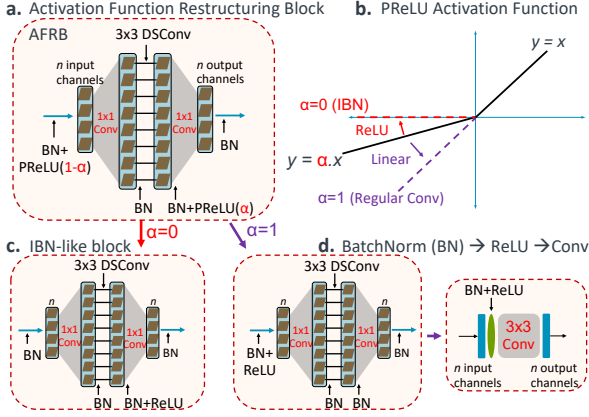 a. Activation Function Restructuring Block
AFRB
3x3 DSConv
n input
channels
n output
channels
1x1
Conv
1x1
Conv
BN+
PReLU(1-α)
BN
BN
BN+PReLU(α)
α=0
α=1
b. PReLU Activation Function
y = x
α=0 (IBN)
ReLU
Linear
y = α.x
α=1 (Regular Conv)
c. IBN-like block
3x3 DSConv
n
n
1x1
Conv
1x1
Conv
BN
BN
BN
BN+ReLU
d. BatchNorm (BN) → ReLU →Conv
3x3 DSConv
n
n
1x1
Conv
1x1
Conv
BN+
ReLU
BN
BN
BN
BN+ReLU
3x3
Conv
n input
channels
n output
channels